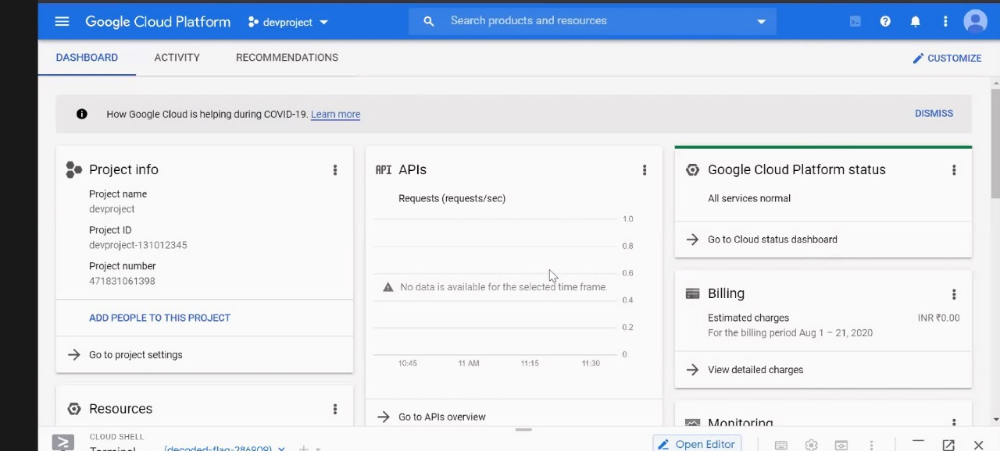 Google Cloud Platform devproject Search products and resources
DASHBOARD ACTIVITY RECOMMENDATIONS CUSTOMIZE
How Google Cloud is helping during COVID-19. Learn more DISMISS
Project info
Project name
devproject
Project ID
devproject-131012345
Project number
471831061398
ADD PEOPLE TO THIS PROJECT
Go to project settings
Resources
API APIs
Requests (requests/sec)
1.0
0.8
0.6
No data is available for the selected time frame.
0.4
0.2
0
10:45 11 AM 11:15 11:30
Go to APIs overview
Google Cloud Platform status
All services normal
Go to Cloud status dashboard
Billing
Estimated charges INR ₹0.00
For the billing period Aug 1 – 21, 2020
View detailed charges
Monitoring
CLOUD SHELL
Terminal (decoded-flag-286909) Open Editor